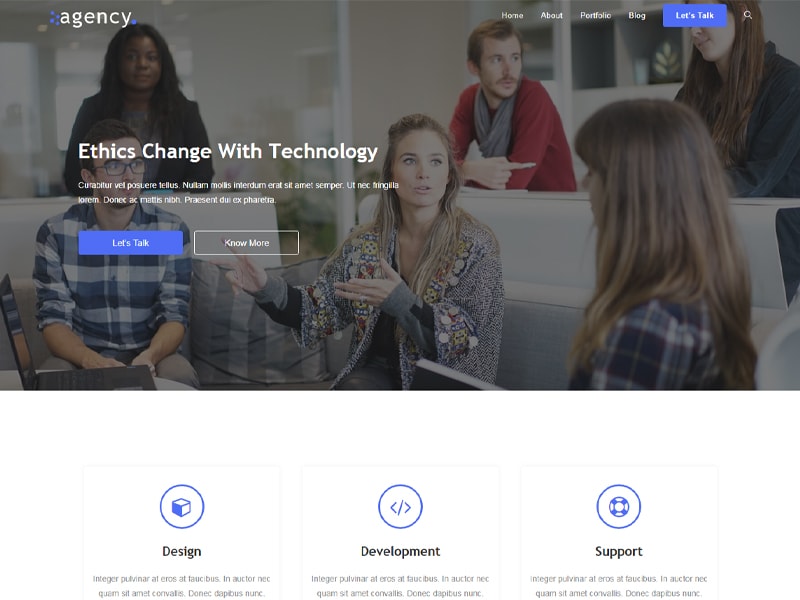 :agency.
Home About Portfolio Blog Let's Talk
Ethics Change With Technology
Curabitur vel posuere tellus. Nullam mollis interdum erat sit amet semper. Ut nec fringilla
lorem. Donec ac mattis nibh. Praesent dui ex pharetra.
Let's Talk Know More
Design Development Support
Integer pulvinar at eros at faucibus. In auctor nec Integer pulvinar at eros at faucibus. In auctor nec Integer pulvinar at eros at faucibus. In auctor nec
quam sit amet convallis. Donec dapibus nunc. quam sit amet convallis. Donec dapibus nunc. quam sit amet convallis. Donec dapibus nunc.